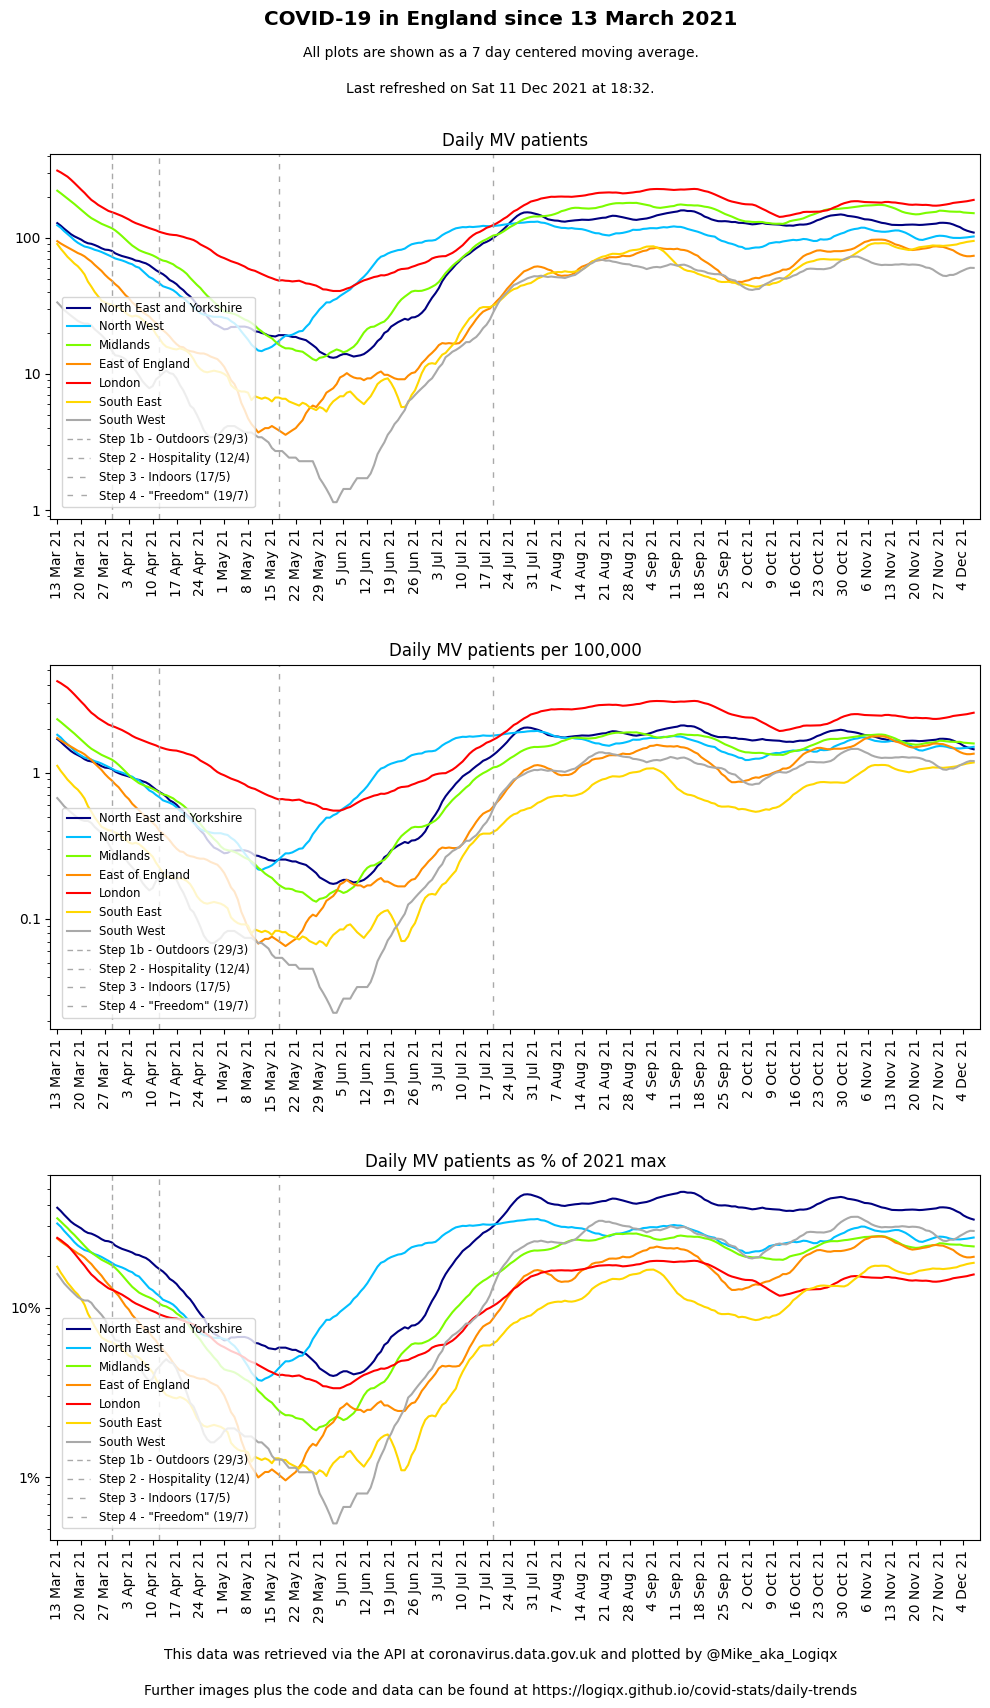 COVID-19 in England since 13 March 2021
All plots are shown as a 7 day centered moving average.
Last refreshed on Sat 11 Dec 2021 at 18:32.
Daily MV patients
100
10
1
North East and Yorkshire
North West
Midlands
East of England
London
South East
South West
Step 1b - Outdoors (29/3)
Step 2 - Hospitality (12/4)
Step 3 - Indoors (17/5)
Step 4 - "Freedom" (19/7)
13 Mar 21
20 Mar 21
27 Mar 21
3 Apr 21
10 Apr 21
17 Apr 21
24 Apr 21
1 May 21
8 May 21
15 May 21
22 May 21
29 May 21
5 Jun 21
12 Jun 21
19 Jun 21
26 Jun 21
3 Jul 21
10 Jul 21
17 Jul 21
24 Jul 21
31 Jul 21
7 Aug 21
14 Aug 21
21 Aug 21
28 Aug 21
4 Sep 21
11 Sep 21
18 Sep 21
25 Sep 21
2 Oct 21
9 Oct 21
16 Oct 21
23 Oct 21
30 Oct 21
6 Nov 21
13 Nov 21
20 Nov 21
27 Nov 21
4 Dec 21
Daily MV patients per 100,000
1
0.1
North East and Yorkshire
North West
Midlands
East of England
London
South East
South West
Step 1b - Outdoors (29/3)
Step 2 - Hospitality (12/4)
Step 3 - Indoors (17/5)
Step 4 - "Freedom" (19/7)
13 Mar 21
20 Mar 21
27 Mar 21
3 Apr 21
10 Apr 21
17 Apr 21
24 Apr 21
1 May 21
8 May 21
15 May 21
22 May 21
29 May 21
5 Jun 21
12 Jun 21
19 Jun 21
26 Jun 21
3 Jul 21
10 Jul 21
17 Jul 21
24 Jul 21
31 Jul 21
7 Aug 21
14 Aug 21
21 Aug 21
28 Aug 21
4 Sep 21
11 Sep 21
18 Sep 21
25 Sep 21
2 Oct 21
9 Oct 21
16 Oct 21
23 Oct 21
30 Oct 21
6 Nov 21
13 Nov 21
20 Nov 21
27 Nov 21
4 Dec 21
Daily MV patients as % of 2021 max
10%
1%
North East and Yorkshire
North West
Midlands
East of England
London
South East
South West
Step 1b - Outdoors (29/3)
Step 2 - Hospitality (12/4)
Step 3 - Indoors (17/5)
Step 4 - "Freedom" (19/7)
13 Mar 21
20 Mar 21
27 Mar 21
3 Apr 21
10 Apr 21
17 Apr 21
24 Apr 21
1 May 21
8 May 21
15 May 21
22 May 21
29 May 21
5 Jun 21
12 Jun 21
19 Jun 21
26 Jun 21
3 Jul 21
10 Jul 21
17 Jul 21
24 Jul 21
31 Jul 21
7 Aug 21
14 Aug 21
21 Aug 21
28 Aug 21
4 Sep 21
11 Sep 21
18 Sep 21
25 Sep 21
2 Oct 21
9 Oct 21
16 Oct 21
23 Oct 21
30 Oct 21
6 Nov 21
13 Nov 21
20 Nov 21
27 Nov 21
4 Dec 21
This data was retrieved via the API at coronavirus.data.gov.uk and plotted by @Mike_aka_Logiqx
Further images plus the code and data can be found at https://logiqx.github.io/covid-stats/daily-trends